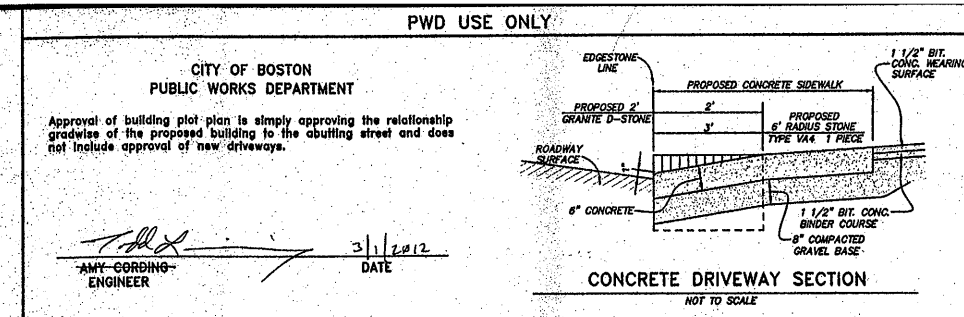 PWD USE ONLY
CITY OF BOSTON
PUBLIC WORKS DEPARTMENT
Approval of building plot plan is simply approving the relationship
gradwise of the proposed building to the abutting street and does
not include approval of new driveways.
3/1/2012
AMY CORDING
DATE
ENGINEER
EDGESTONE
LINE
1 1/2" BIT.
CONC. WEARING
SURFACE
PROPOSED CONCRETE SIDEWALK
PROPOSED 2'
GRANITE D-STONE
2'
3'
PROPOSED
6' RADIUS STONE
TYPE VA4 1 PIECE
ROADWAY
SURFACE
6" CONCRETE
1 1/2" BIT. CONC.
BINDER COURSE
8" COMPACTED
GRAVEL BASE
CONCRETE DRIVEWAY SECTION
NOT TO SCALE